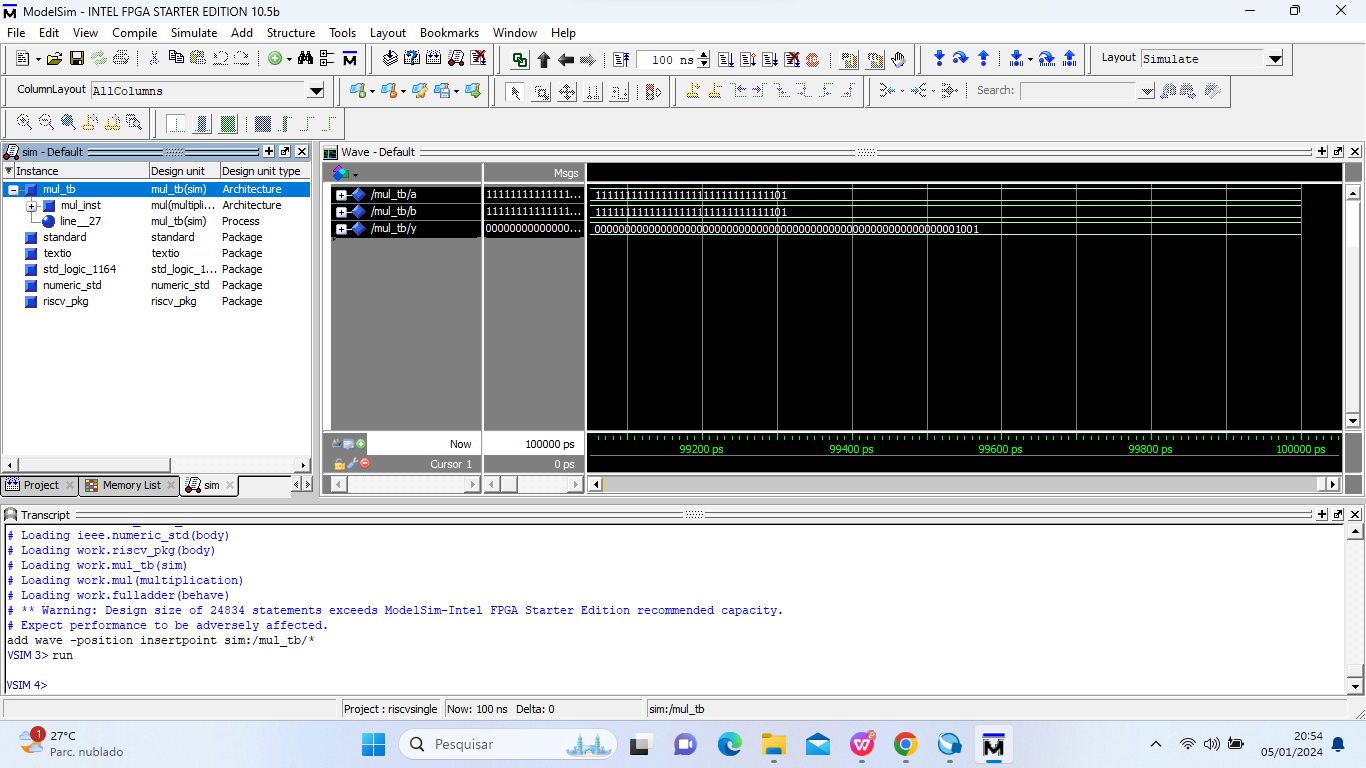 ModelSim - INTEL FPGA STARTER EDITION 10.5b
File Edit View Compile Simulate Add Structure Tools Layout Bookmarks Window Help
100 ns
Layout Simulate
ColumnLayout AllColumns
Search:
sim - Default
Instance Design unit Design unit type
mul_tb mul_tb(sim) Architecture
mul_inst mul(multipli... Architecture
line__27 mul_tb(sim) Process
standard standard Package
textio textio Package
std_logic_1164 std_logic_1... Package
numeric_std numeric_std Package
riscv_pkg riscv_pkg Package
Project Memory List sim
Wave - Default
Msgs
/mul_tb/a 11111111111111... 11111111111111111111111111111101
/mul_tb/b 11111111111111... 11111111111111111111111111111101
/mul_tb/y 00000000000000... 0000000000000000000000000000000000000000000000000000000000001001
Now 100000 ps
Cursor 1 0 ps
99200 ps 99400 ps 99600 ps 99800 ps 100000 ps
Transcript
# Loading ieee.numeric_std(body)
# Loading work.riscv_pkg(body)
# Loading work.mul_tb(sim)
# Loading work.mul(multiplication)
# Loading work.fulladder(behave)
# ** Warning: Design size of 24834 statements exceeds ModelSim-Intel FPGA Starter Edition recommended capacity.
# Expect performance to be adversely affected.
add wave -position insertpoint sim:/mul_tb/*
VSIM 3> run
VSIM 4>
Project : riscvsingle Now: 100 ns Delta: 0 sim:/mul_tb
1
27°C
Parc. nublado
Pesquisar
20:54
05/01/2024